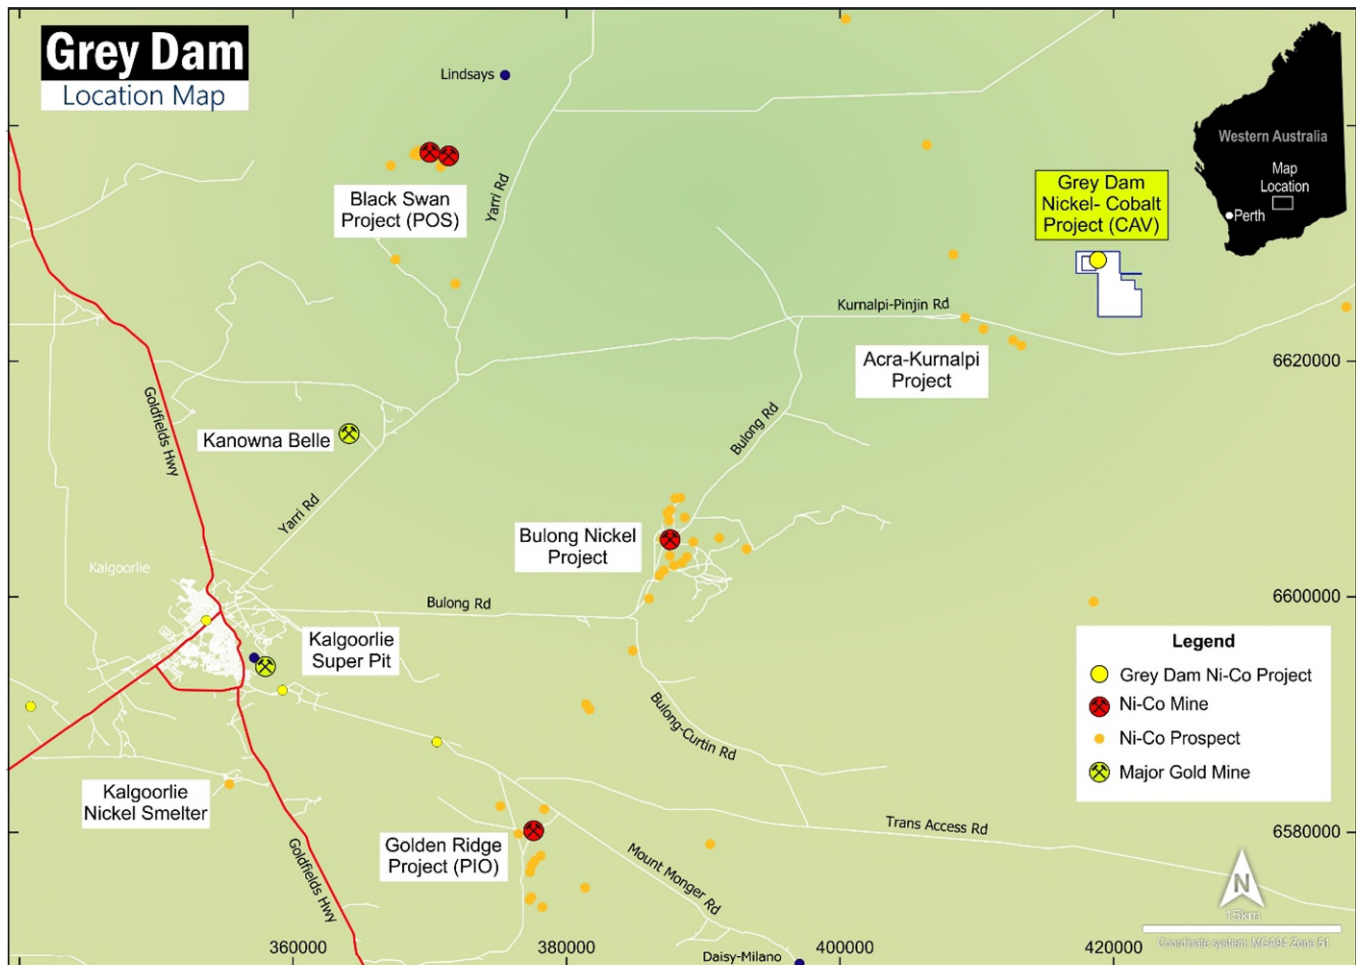 Grey Dam
Location Map
Lindsays
Black Swan
Project (POS)
Yarri Rd
Western Australia
Map
Location
Perth
Grey Dam
Nickel- Cobalt
Project (CAV)
Kurnalpi-Pinjin Rd
Acra-Kurnalpi
Project
6620000
Goldfields Hwy
Kanowna Belle
Bulong Rd
Yarri Rd
Bulong Nickel
Project
Kalgoorlie
Bulong Rd
6600000
Kalgoorlie
Super Pit
Legend
Grey Dam Ni-Co Project
Ni-Co Mine
Ni-Co Prospect
Major Gold Mine
Bulong-Curtin Rd
Kalgoorlie
Nickel Smelter
Trans Access Rd
6580000
Golden Ridge
Project (PIO)
Goldfields Hwy
Mount Monger Rd
N
15km
Coordinate system: MGA94 Zone 51
360000
380000
400000
420000
Daisy-Milano